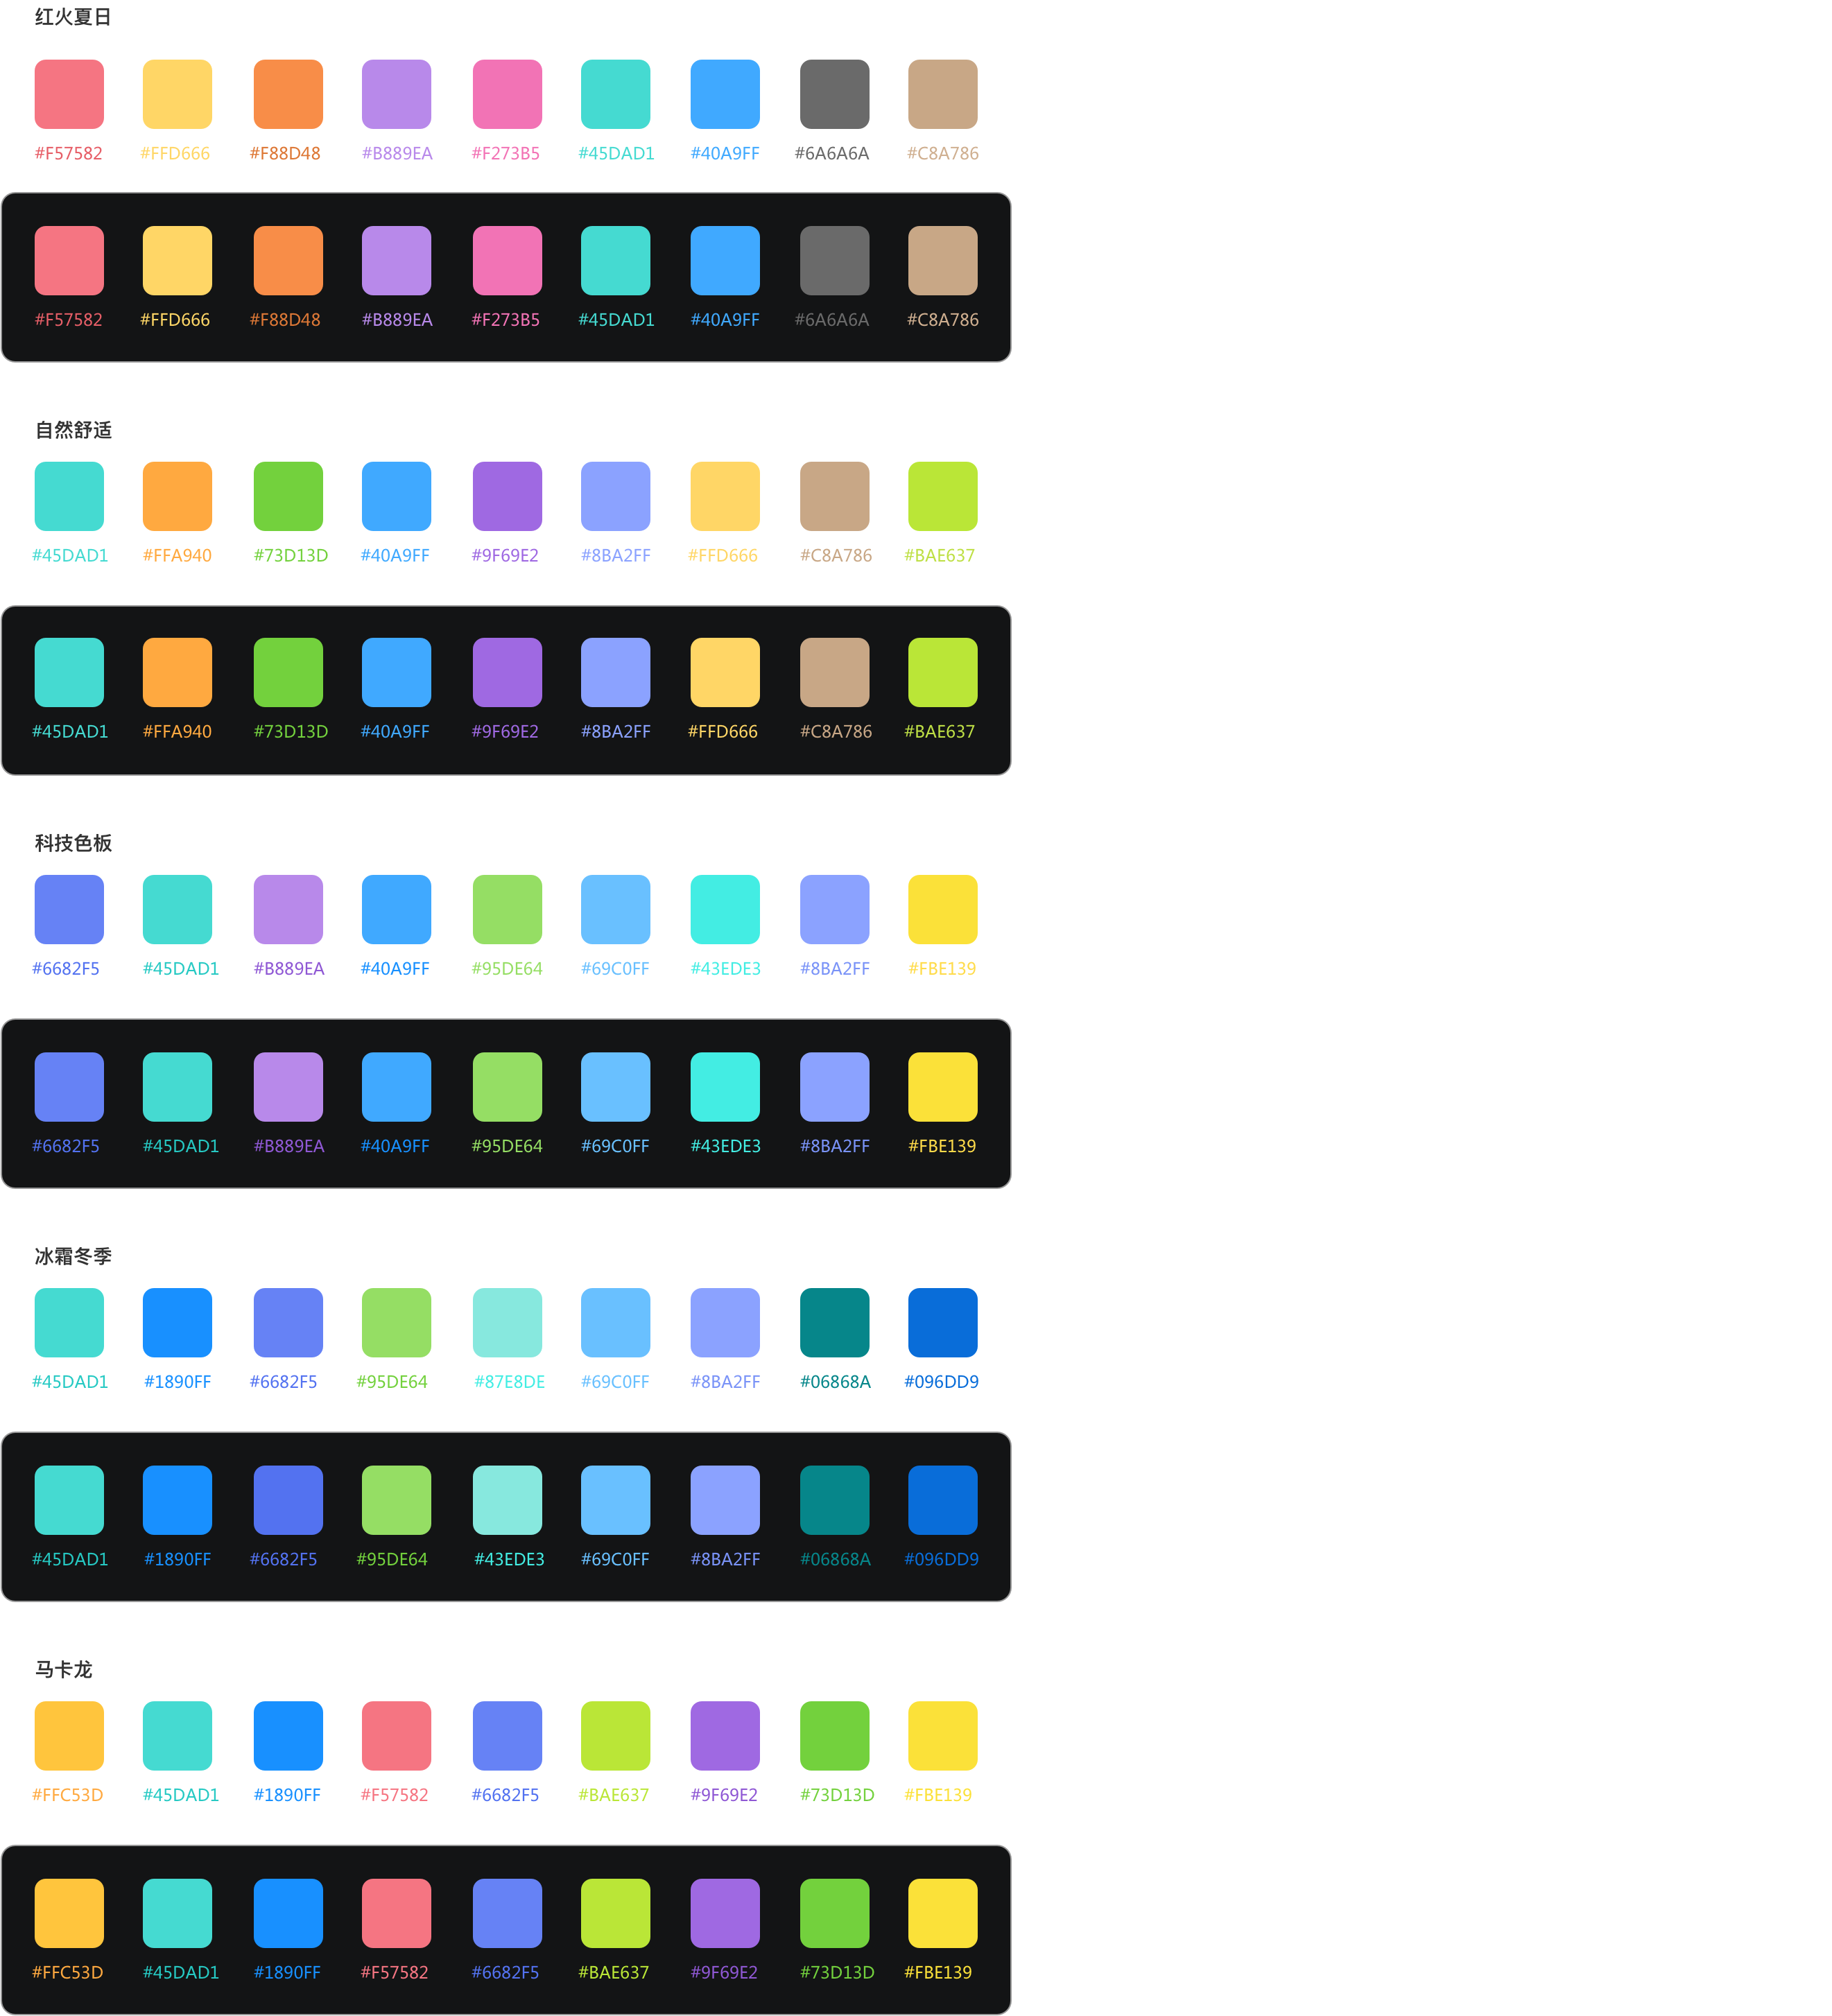 红火夏日
#F57582 #FFD666 #F88D48 #B889EA #F273B5 #45DAD1 #40A9FF #6A6A6A #C8A786
#F57582 #FFD666 #F88D48 #B889EA #F273B5 #45DAD1 #40A9FF #6A6A6A #C8A786
自然舒适
#45DAD1 #FFA940 #73D13D #40A9FF #9F69E2 #8BA2FF #FFD666 #C8A786 #BAE637
#45DAD1 #FFA940 #73D13D #40A9FF #9F69E2 #8BA2FF #FFD666 #C8A786 #BAE637
科技色板
#6682F5 #45DAD1 #B889EA #40A9FF #95DE64 #69C0FF #43EDE3 #8BA2FF #FBE139
#6682F5 #45DAD1 #B889EA #40A9FF #95DE64 #69C0FF #43EDE3 #8BA2FF #FBE139
冰霜冬季
#45DAD1 #1890FF #6682F5 #95DE64 #87E8DE #69C0FF #8BA2FF #06868A #096DD9
#45DAD1 #1890FF #6682F5 #95DE64 #43EDE3 #69C0FF #8BA2FF #06868A #096DD9
马卡龙
#FFC53D #45DAD1 #1890FF #F57582 #6682F5 #BAE637 #9F69E2 #73D13D #FBE139
#FFC53D #45DAD1 #1890FF #F57582 #6682F5 #BAE637 #9F69E2 #73D13D #FBE139